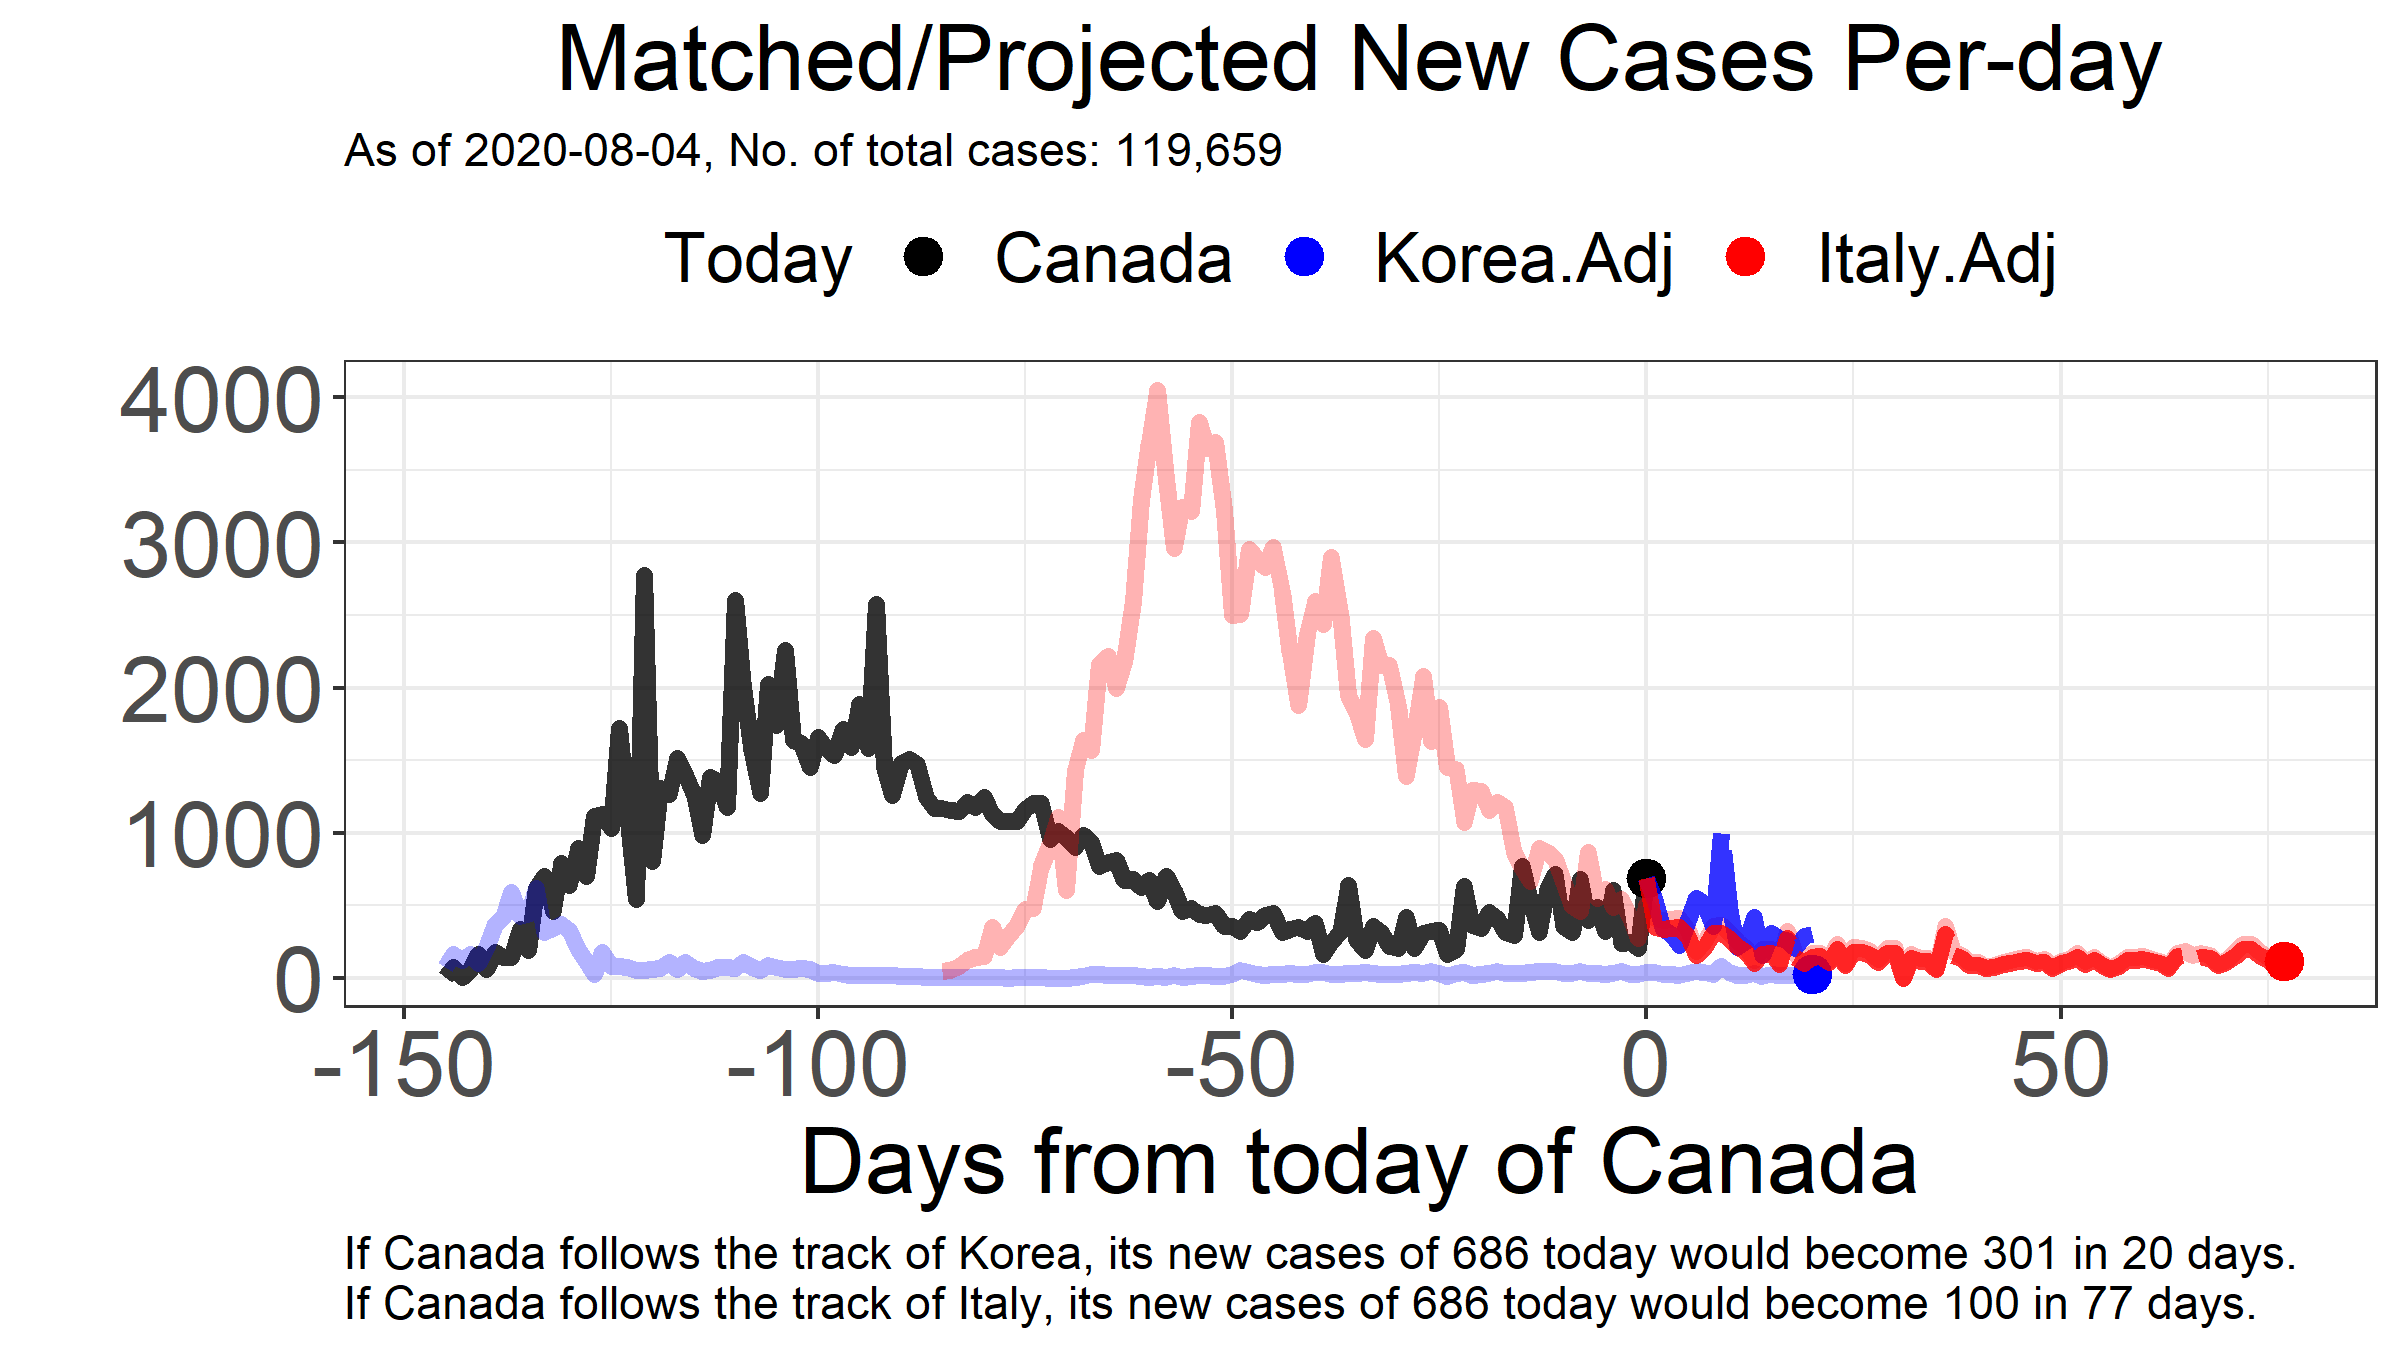 Matched/Projected New Cases Per-day
As of 2020-08-04, No. of total cases: 119,659
Today Canada Korea.Adj Italy.Adj
4000
3000
2000
1000
0
-150 -100 -50 0 50
Days from today of Canada
If Canada follows the track of Korea, its new cases of 686 today would become 301 in 20 days.
If Canada follows the track of Italy, its new cases of 686 today would become 100 in 77 days.